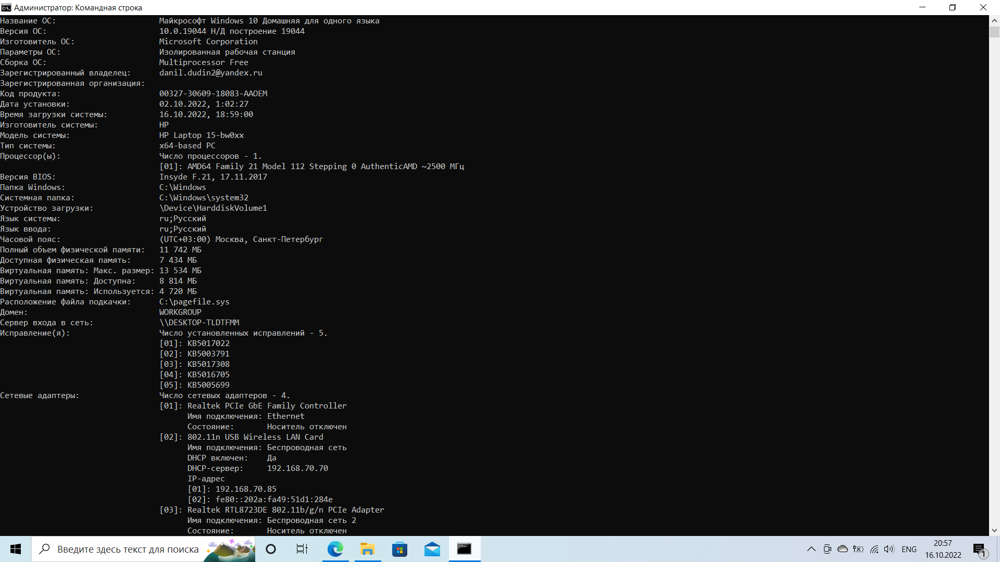 Администратор: Командная строка
Название ОС: Майкрософт Windows 10 Домашняя для одного языка
Версия ОС: 10.0.19044 Н/Д построение 19044
Изготовитель ОС: Microsoft Corporation
Параметры ОС: Изолированная рабочая станция
Сборка ОС: Multiprocessor Free
Зарегистрированный владелец: danil.dudin2@yandex.ru
Зарегистрированная организация:
Код продукта: 00327-30609-18083-AAOEM
Дата установки: 02.10.2022, 1:02:27
Время загрузки системы: 16.10.2022, 18:59:00
Изготовитель системы: HP
Модель системы: HP Laptop 15-bw0xx
Тип системы: x64-based PC
Процессор(ы): Число процессоров - 1.
[01]: AMD64 Family 21 Model 112 Stepping 0 AuthenticAMD ~2500 МГц
Версия BIOS: Insyde F.21, 17.11.2017
Папка Windows: C:\Windows
Системная папка: C:\Windows\system32
Устройство загрузки: \Device\HarddiskVolume1
Язык системы: ru;Русский
Язык ввода: ru;Русский
Часовой пояс: (UTC+03:00) Москва, Санкт-Петербург
Полный объем физической памяти: 11 742 МБ
Доступная физическая память: 7 434 МБ
Виртуальная память: Макс. размер: 13 534 МБ
Виртуальная память: Доступна: 8 814 МБ
Виртуальная память: Используется: 4 720 МБ
Расположение файла подкачки: C:\pagefile.sys
Домен: WORKGROUP
Сервер входа в сеть: \\DESKTOP-TLDTFMM
Исправление(я): Число установленных исправлений - 5.
[01]: KB5017022
[02]: KB5003791
[03]: KB5017308
[04]: KB5016705
[05]: KB5005699
Сетевые адаптеры: Число сетевых адаптеров - 4.
[01]: Realtek PCIe GbE Family Controller
Имя подключения: Ethernet
Состояние: Носитель отключен
[02]: 802.11n USB Wireless LAN Card
Имя подключения: Беспроводная сеть
DHCP включен: Да
DHCP-сервер: 192.168.70.70
IP-адрес
[01]: 192.168.70.85
[02]: fe80::202a:fa49:51d1:284e
[03]: Realtek RTL8723DE 802.11b/g/n PCIe Adapter
Имя подключения: Беспроводная сеть 2
Состояние: Носитель отключен
Введите здесь текст для поиска
ENG
20:57
16.10.2022
1